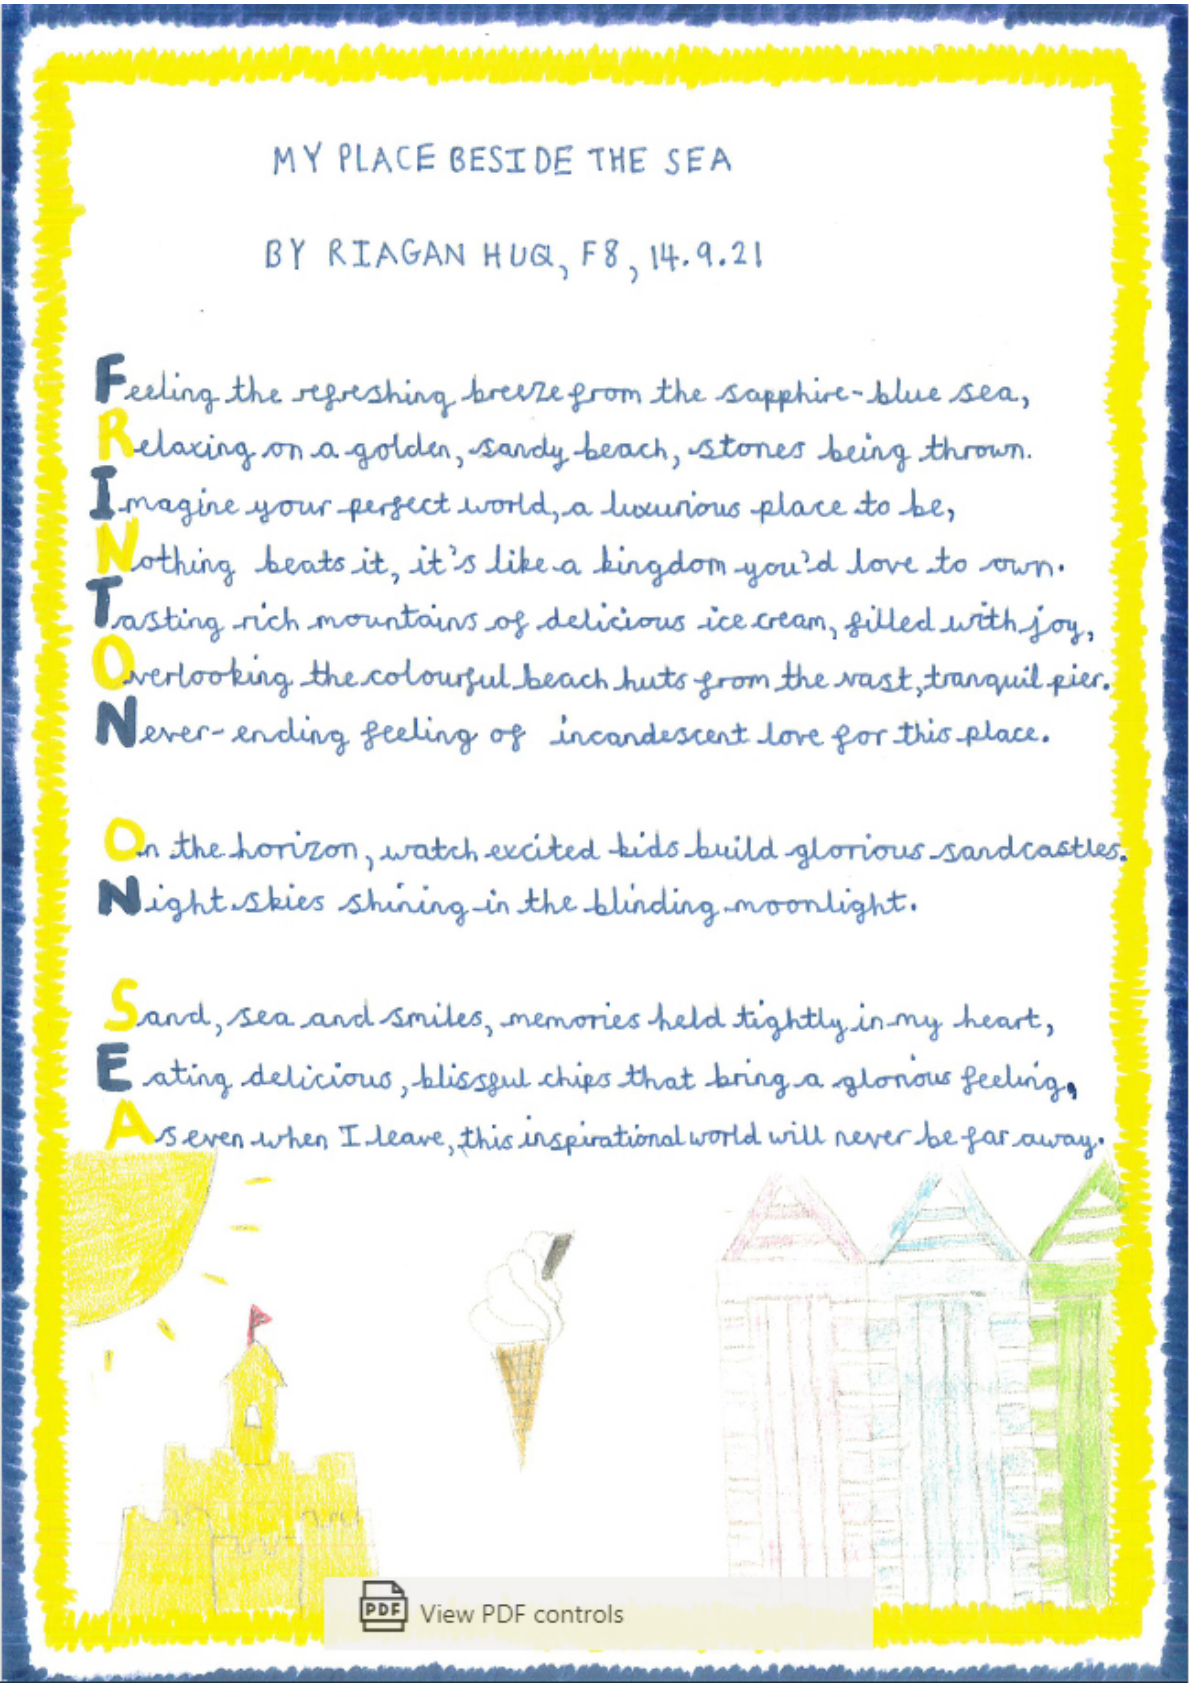 MY PLACE BESIDE THE SEA
BY RIAGAN HUQ, F8, 14.9.21
Feeling the refreshing breeze from the sapphire-blue sea,
Relaxing on a golden, sandy beach, stones being thrown.
Imagine your perfect world, a luxurious place to be,
Nothing beats it, it's like a kingdom you'd love to own.
Tasting rich mountains of delicious ice cream, filled with joy,
Overlooking the colourful beach huts from the vast, tranquil pier.
Never-ending feeling of incandescent love for this place.
On the horizon, watch excited kids build glorious sandcastles.
Night skies shining in the blinding moonlight.
Sand, sea and smiles, memories held tightly in my heart,
Eating delicious, blissful chips that bring a glorious feeling,
As even when I leave, this inspirational world will never be far away.
PDF View PDF controls